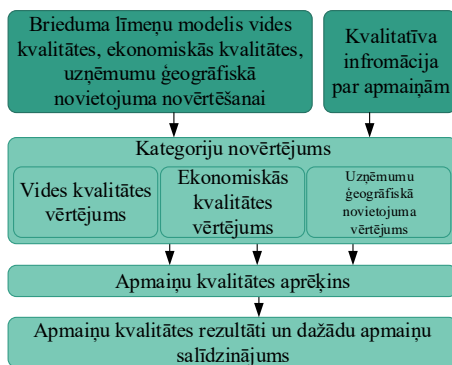 Brieduma līmeņu modelis vides
kvalitātes, ekonomiskās kvalitātes,
uzņēmumu ģeogrāfiskā
novietojuma novērtēšanai
Kvalitatīva
infromācija
par apmaiņām
Kategoriju novērtējums
Vides kvalitātes
vērtējums
Ekonomiskās
kvalitātes
vērtējums
Uzņēmumu
ģeogrāfiskā
novietojuma
vērtējums
Apmaiņu kvalitātes aprēķins
Apmaiņu kvalitātes rezultāti un dažādu apmaiņu
salīdzinājums